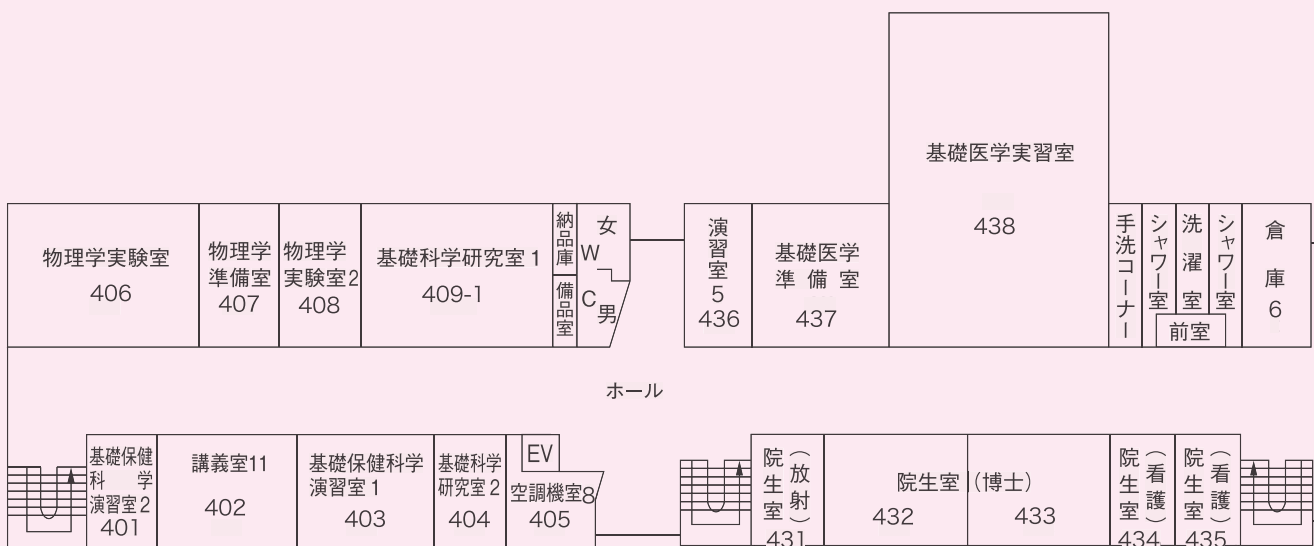 物理学実験室
406
物理学
準備室
407
物理学
実験室2
408
基礎科学研究室1
409-1
納品庫
備品室
女
W
C
男
演習室5
436
基礎医学
準備室
437
基礎医学実習室
438
手洗コーナー
シャワー室
洗濯室
シャワー室
前室
倉庫6
ホール
基礎保健
科学
演習室2
401
講義室11
402
基礎保健科学
演習室1
403
基礎科学
研究室2
404
EV
空調機室8
405
院生室
（放射）
431
院生室（博士）
432
433
院生室
（看護）
434
院生室
（看護）
435